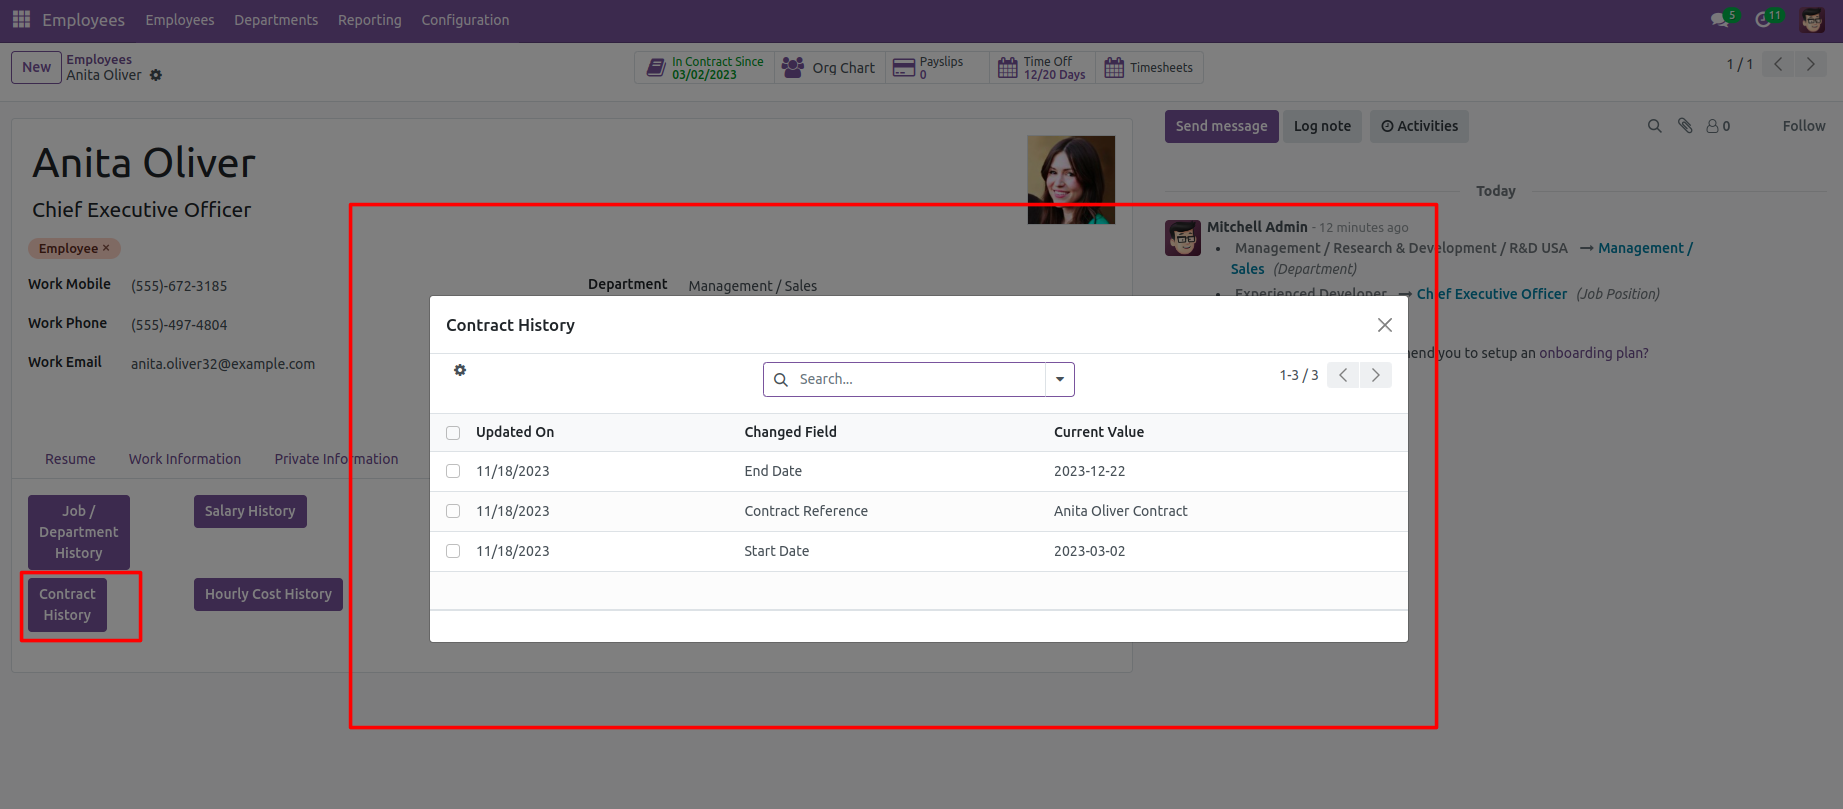 Employees Employees Departments Reporting Configuration 5 11
New Employees
Anita Oliver
In Contract Since
03/02/2023
Org Chart
Payslips
0
Time Off
12/20 Days
Timesheets
1 / 1
Send message Log note Activities 0 Follow
Anita Oliver
Chief Executive Officer
Employee ×
Work Mobile (555)-672-3185
Work Phone (555)-497-4804
Work Email anita.oliver32@example.com
Department Management / Sales
Today
Mitchell Admin - 12 minutes ago
• Management / Research & Development / R&D USA → Management /
Sales (Department)
• Experienced Developer → Chief Executive Officer (Job Position)
you to setup an onboarding plan?
Contract History
Search...
1-3 / 3
Updated On Changed Field Current Value
11/18/2023 End Date 2023-12-22
11/18/2023 Contract Reference Anita Oliver Contract
11/18/2023 Start Date 2023-03-02
Resume Work Information Private Information
Job /
Department
History
Salary History
Contract
History
Hourly Cost History